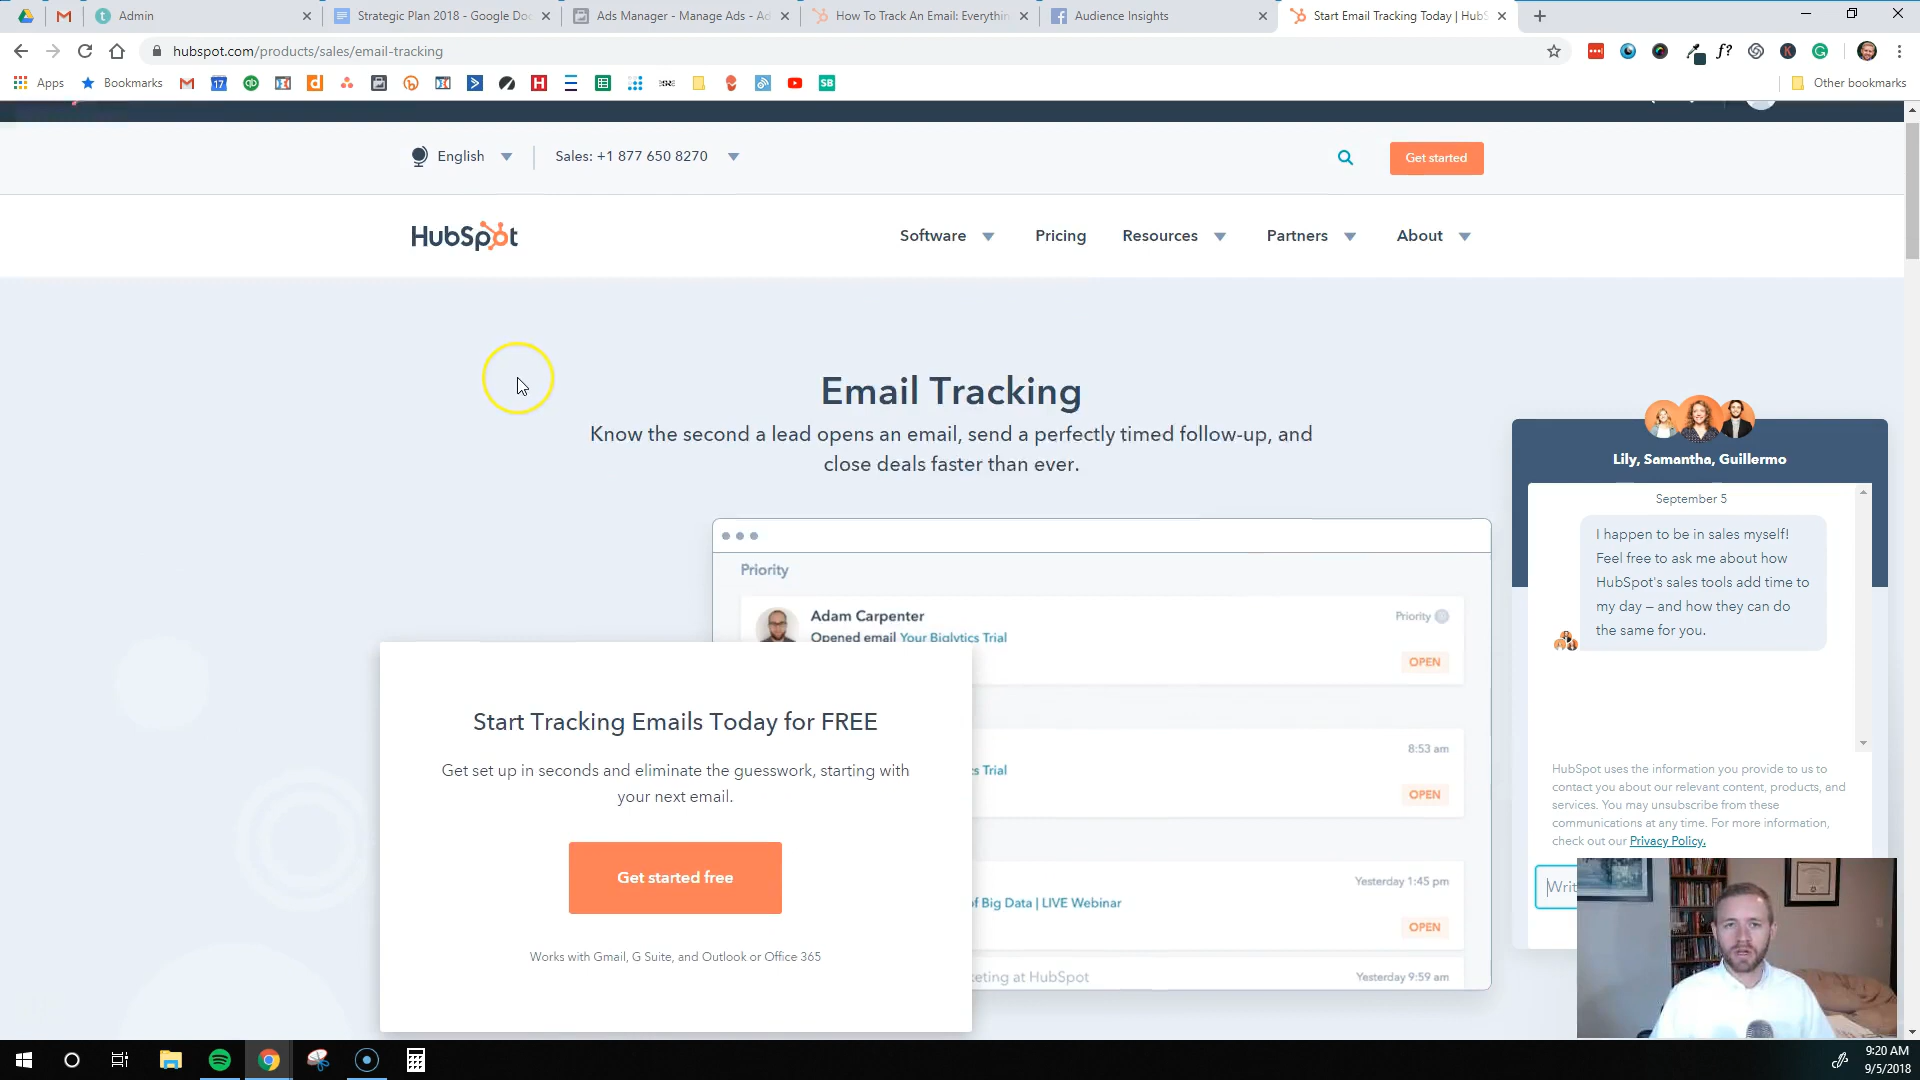 Admin
Strategic Plan 2018 - Google Doc
Ads Manager - Manage Ads - Ad
How To Track An Email: Everythin
Audience Insights
Start Email Tracking Today | HubS
hubspot.com/products/sales/email-tracking
Apps
Bookmarks
Other bookmarks
English
Sales: +1 877 650 8270
Get started
HubSpot
Software
Pricing
Resources
Partners
About
Email Tracking
Know the second a lead opens an email, send a perfectly timed follow-up, and
close deals faster than ever.
Priority
Adam Carpenter
Priority
Opened email Your Biglytics Trial
OPEN
8:53 am
s Trial
OPEN
Yesterday 1:45 pm
of Big Data | LIVE Webinar
OPEN
eting at HubSpot
Yesterday 9:59 am
Start Tracking Emails Today for FREE
Get set up in seconds and eliminate the guesswork, starting with
your next email.
Get started free
Works with Gmail, G Suite, and Outlook or Office 365
Lily, Samantha, Guillermo
September 5
I happen to be in sales myself!
Feel free to ask me about how
HubSpot's sales tools add time to
my day – and how they can do
the same for you.
HubSpot uses the information you provide to us to
contact you about our relevant content, products, and
services. You may unsubscribe from these
communications at any time. For more information,
check out our Privacy Policy.
Writ
9:20 AM
9/5/2018